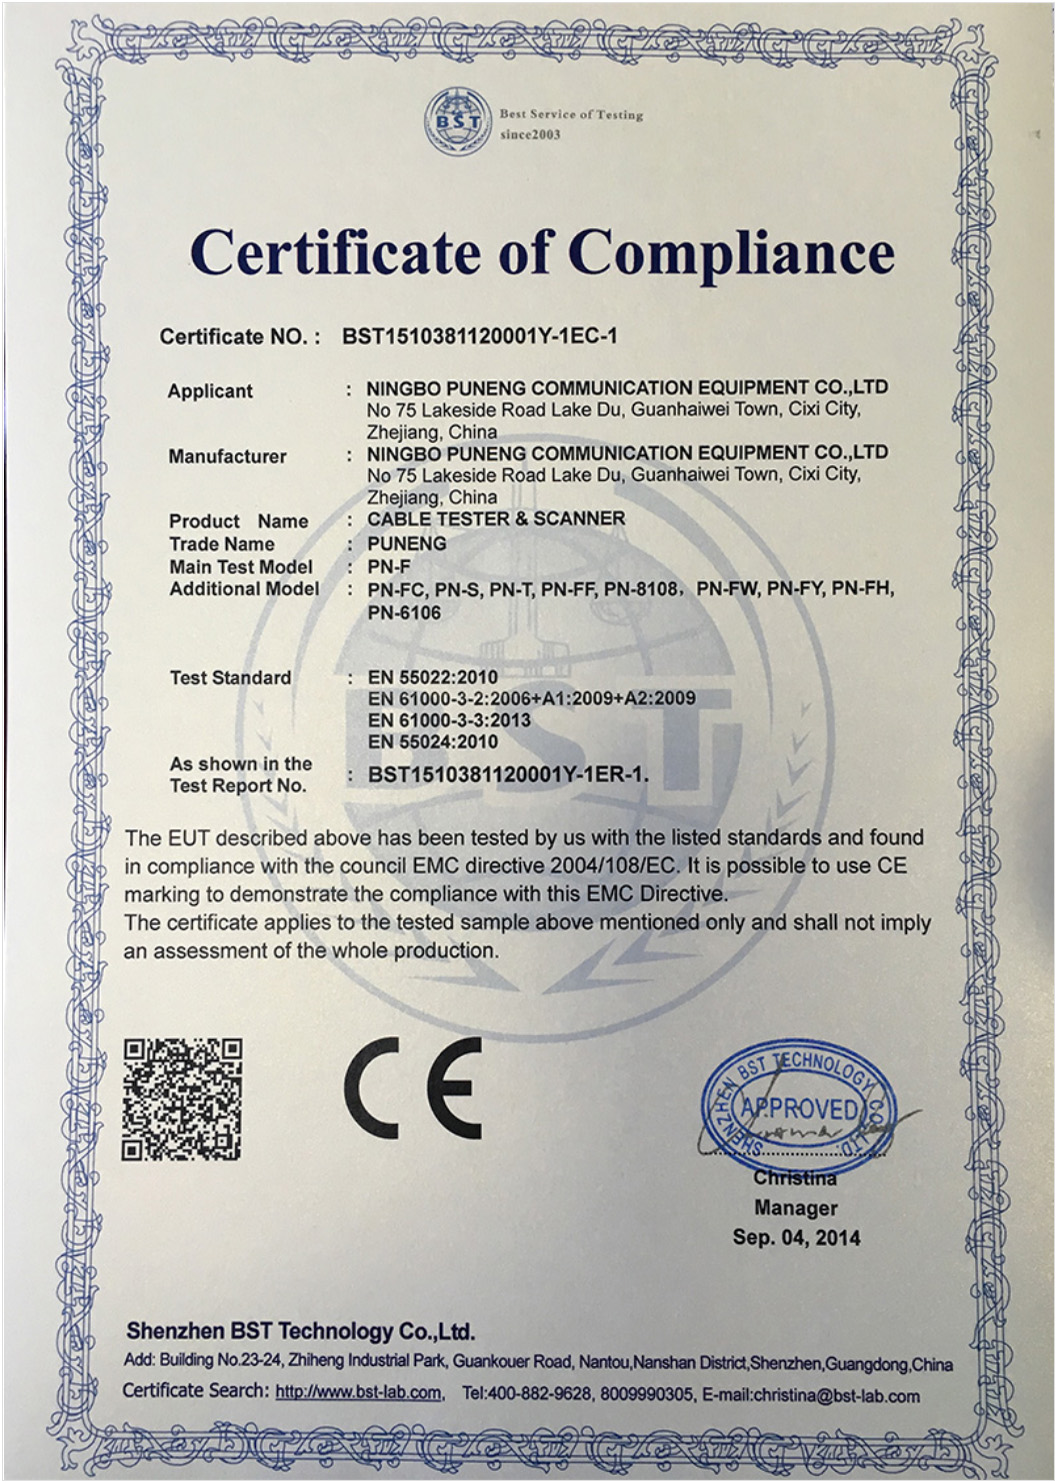 BST
Best Service of Testing
since2003
Certificate of Compliance
Certificate NO. : BST1510381120001Y-1EC-1
Applicant : NINGBO PUNENG COMMUNICATION EQUIPMENT CO.,LTD
No 75 Lakeside Road Lake Du, Guanhaiwei Town, Cixi City,
Zhejiang, China
Manufacturer : NINGBO PUNENG COMMUNICATION EQUIPMENT CO.,LTD
No 75 Lakeside Road Lake Du, Guanhaiwei Town, Cixi City,
Zhejiang, China
Product Name : CABLE TESTER & SCANNER
Trade Name : PUNENG
Main Test Model : PN-F
Additional Model : PN-FC, PN-S, PN-T, PN-FF, PN-8108, PN-FW, PN-FY, PN-FH,
PN-6106
Test Standard : EN 55022:2010
EN 61000-3-2:2006+A1:2009+A2:2009
EN 61000-3-3:2013
EN 55024:2010
As shown in the
Test Report No. : BST1510381120001Y-1ER-1.
BST
The EUT described above has been tested by us with the listed standards and found
in compliance with the council EMC directive 2004/108/EC. It is possible to use CE
marking to demonstrate the compliance with this EMC Directive.
The certificate applies to the tested sample above mentioned only and shall not imply
an assessment of the whole production.
CE
SHENZHEN BST TECHNOLOGY CO.,LTD.
APPROVED
Christina
Manager
Sep. 04, 2014
Shenzhen BST Technology Co.,Ltd.
Add: Building No.23-24, Zhiheng Industrial Park, Guankouer Road, Nantou,Nanshan District,Shenzhen,Guangdong,China
Certificate Search: http://www.bst-lab.com, Tel:400-882-9628, 8009990305, E-mail:christina@bst-lab.com